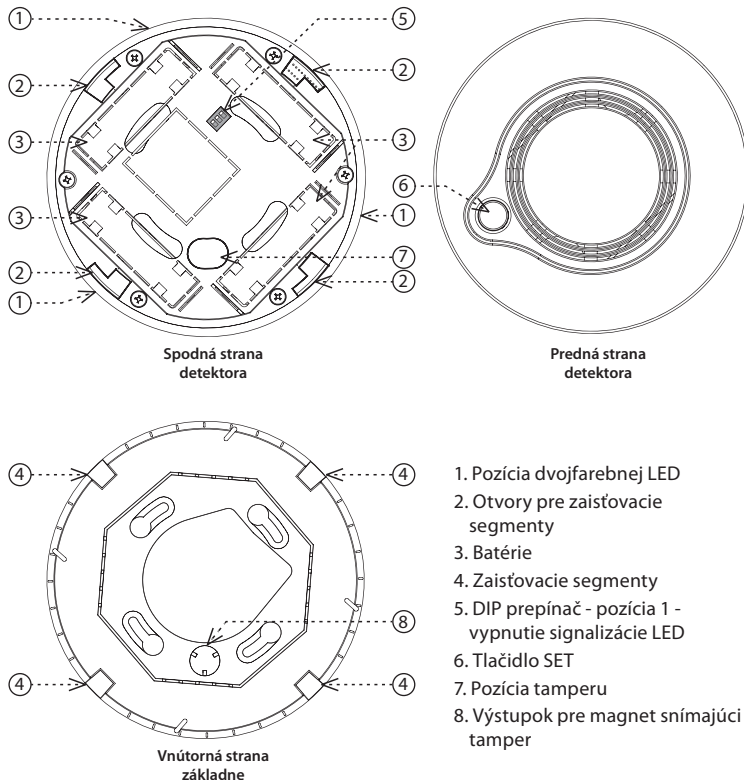 1
5
2
2
3
3
6
3
1
7
2
2
1
Spodná strana
detektora
Predná strana
detektora
4
4
8
4
4
Vnútorná strana
základne
1. Pozícia dvojfarebnej LED
2. Otvory pre zaisťovacie
segmenty
3. Batérie
4. Zaisťovacie segmenty
5. DIP prepínač - pozícia 1 -
vypnutie signalizácie LED
6. Tlačidlo SET
7. Pozícia tamperu
8. Výstupok pre magnet snímajúci
tamper